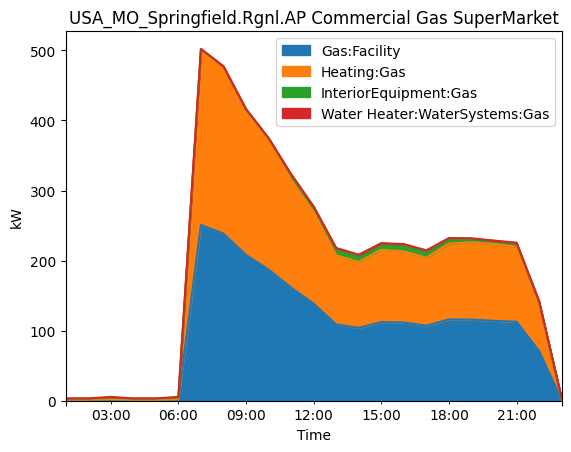 USA_MO_Springfield.Rgnl.AP Commercial Gas SuperMarket
500
400
300
200
100
0
kW
Gas:Facility
Heating:Gas
InteriorEquipment:Gas
Water Heater:WaterSystems:Gas
03:00 06:00 09:00 12:00 15:00 18:00 21:00
Time